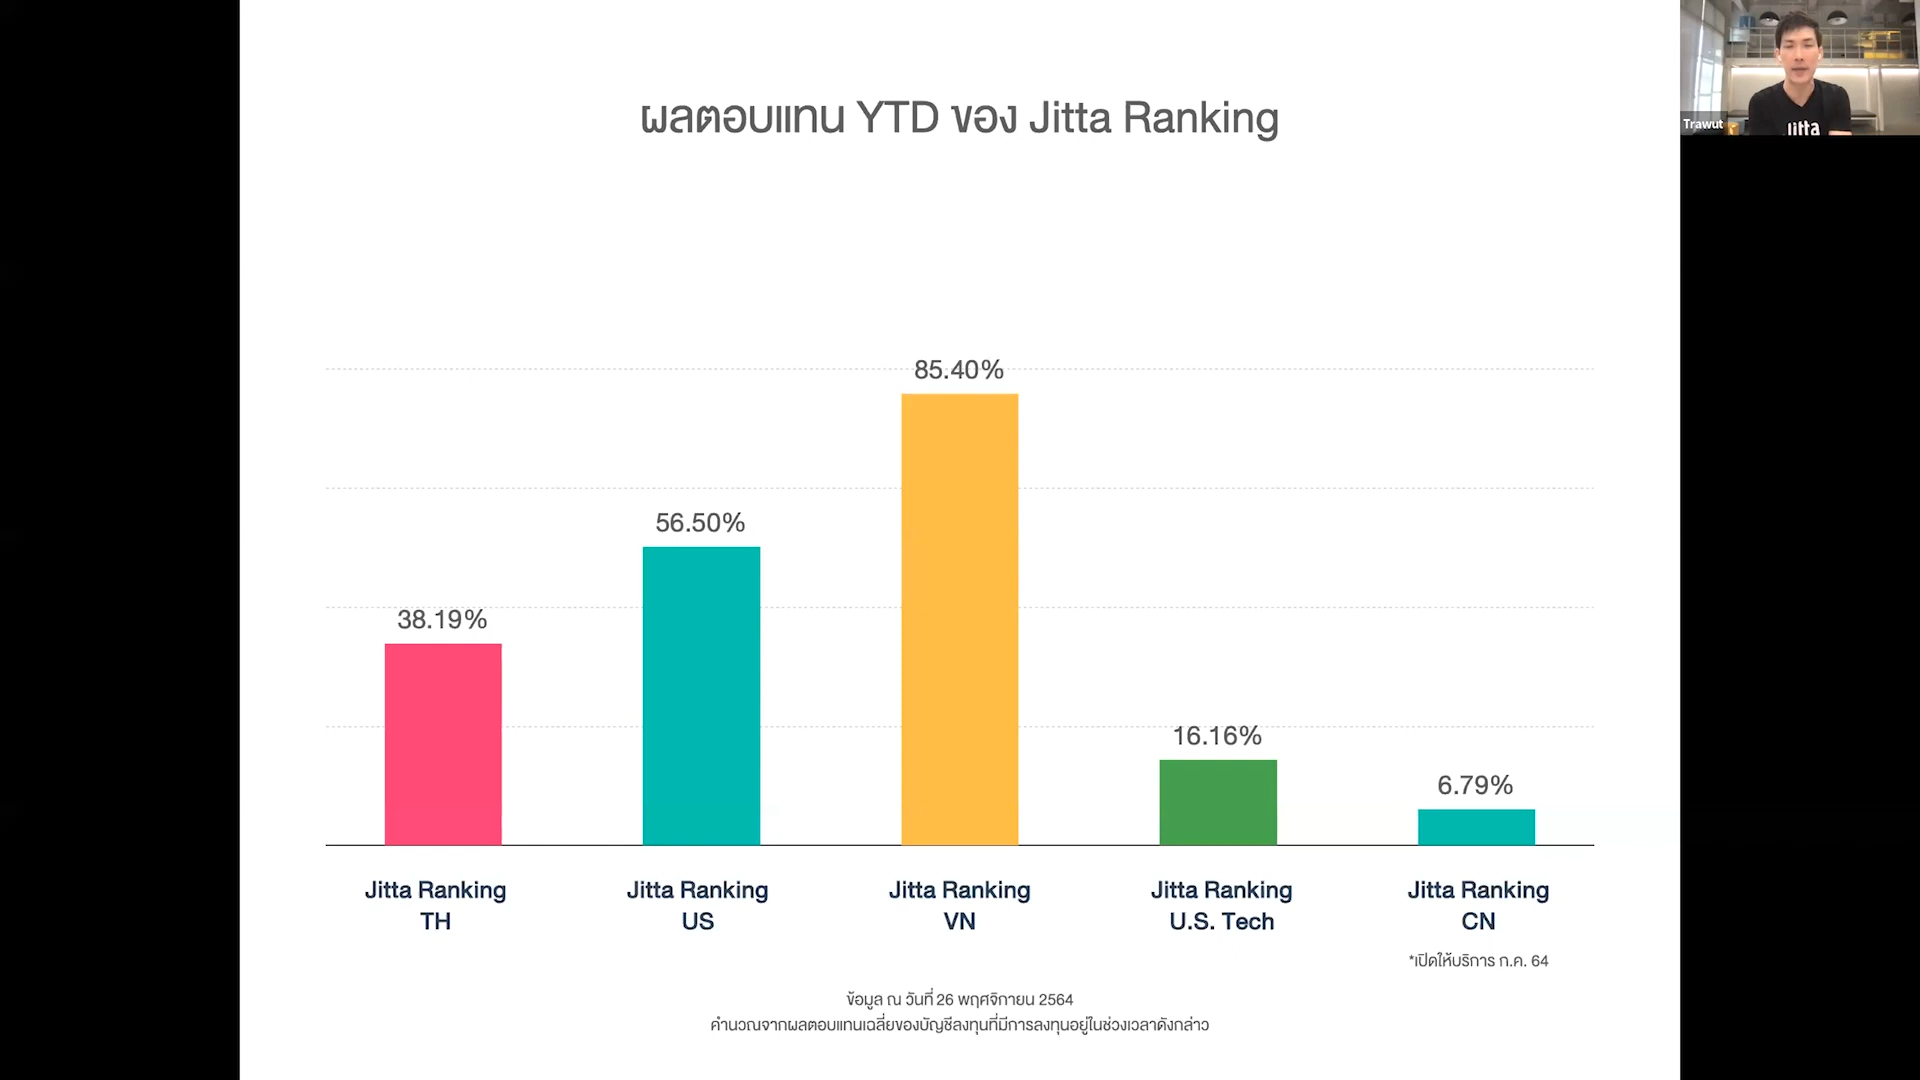 ผลตอบแทน YTD ของ Jitta Ranking
Trawut
Jitta
85.40%
56.50%
38.19%
16.16%
6.79%
Jitta Ranking
TH
Jitta Ranking
US
Jitta Ranking
VN
Jitta Ranking
U.S. Tech
Jitta Ranking
CN
*เปิดให้บริการ ก.ค. 64
ข้อมูล ณ วันที่ 26 พฤศจิกายน 2564
คำนวณจากผลตอบแทนเฉลี่ยของบัญชีลงทุนที่มีการลงทุนอยู่ในช่วงเวลาดังกล่าว